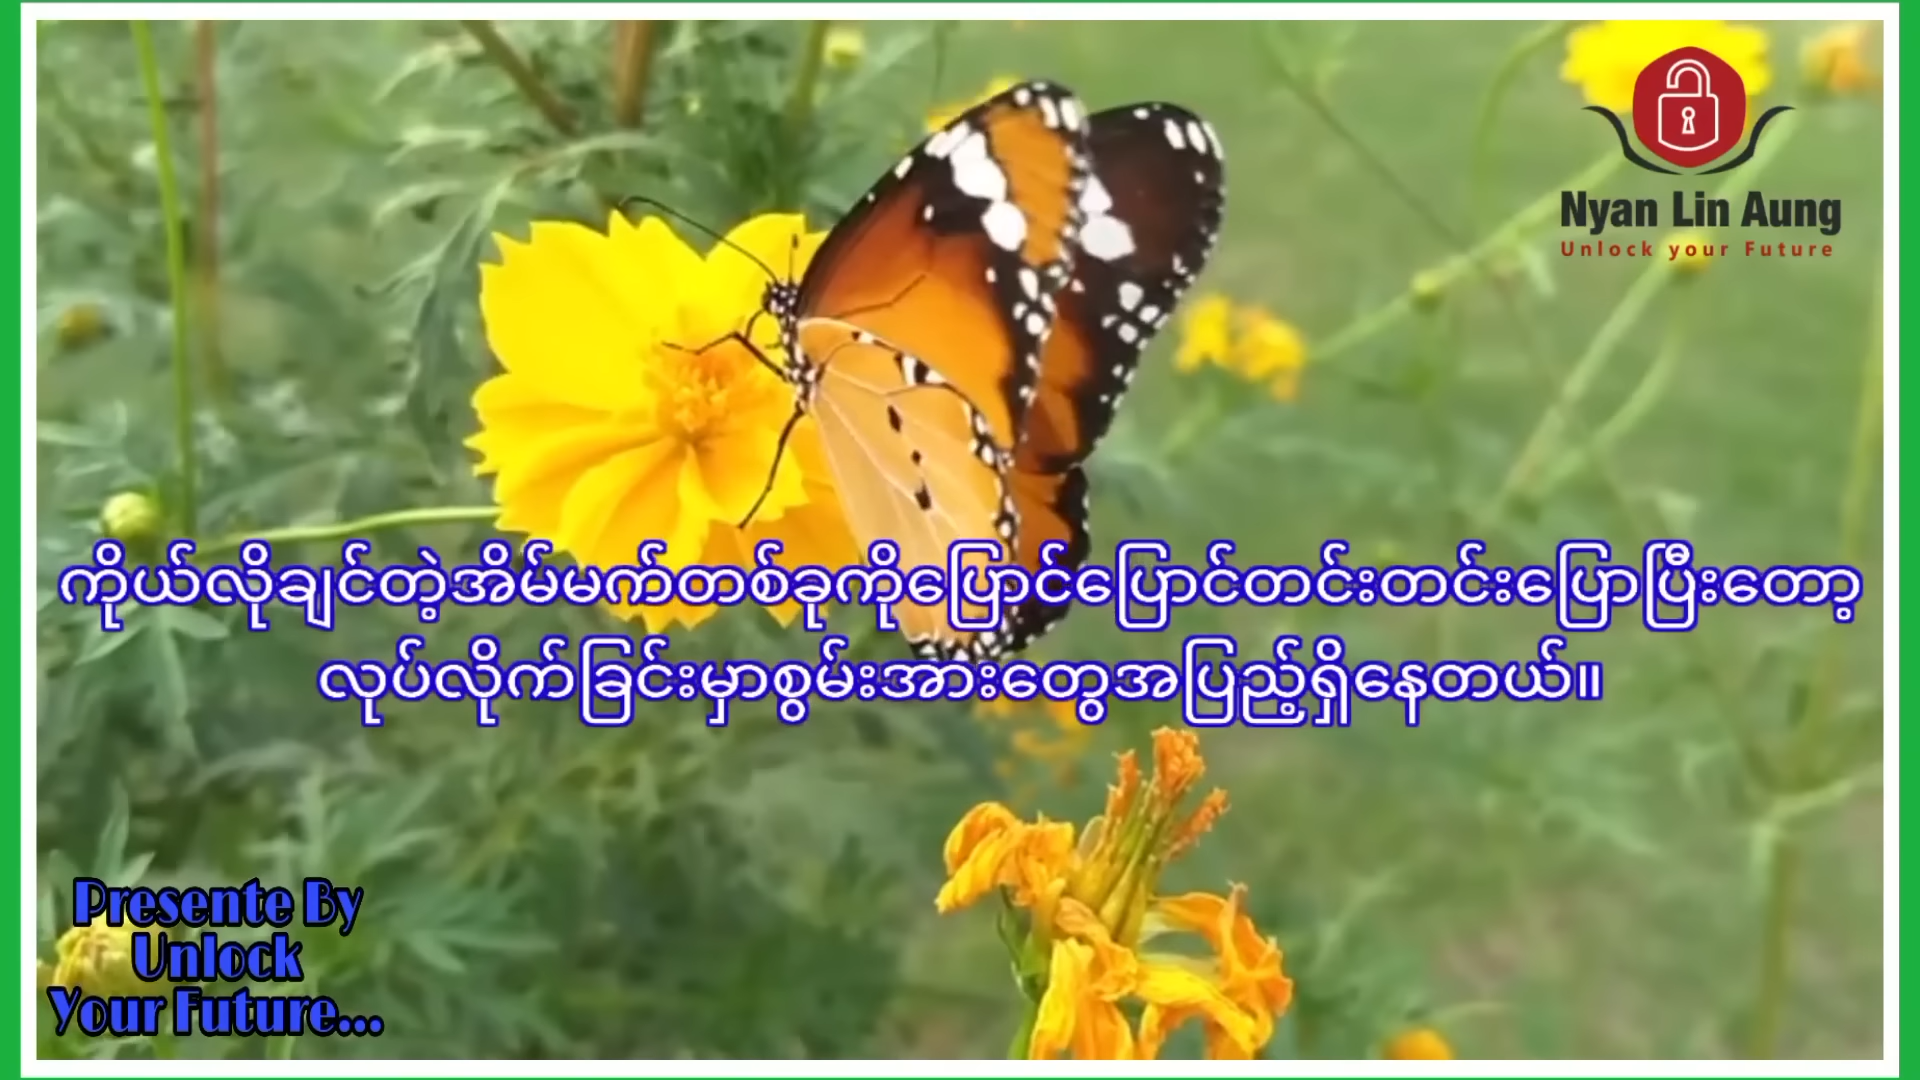 Nyan Lin Aung
Unlock your Future
ကိုယ်လိုချင်တဲ့အိမ်မက်တစ်ခုကိုပြောင်ပြောင်တင်းတင်းပြောပြီးတော့
လုပ်လိုက်ခြင်းမှာစွမ်းအားတွေအပြည့်ရှိနေတယ်။
Presente By
Unlock
Your Future...